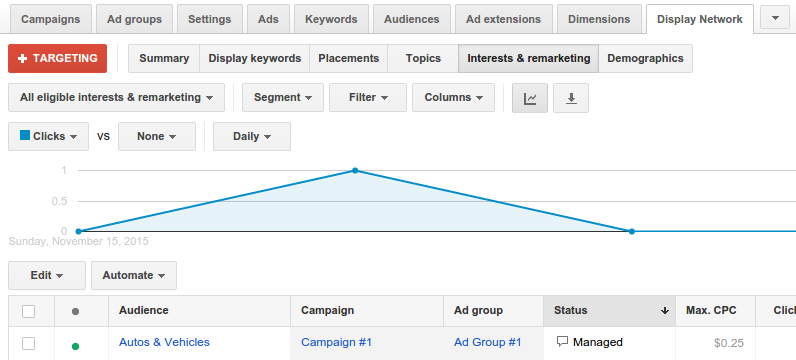 Campaigns Ad groups Settings Ads Keywords Audiences Ad extensions Dimensions Display Network
+ TARGETING Summary Display keywords Placements Topics Interests & remarketing Demographics
All eligible interests & remarketing Segment Filter Columns
Clicks vs None Daily
1
0.5
0
Sunday, November 15, 2015
Edit Automate
Audience Campaign Ad group Status Max. CPC
Autos & Vehicles Campaign #1 Ad Group #1 Managed $0.25